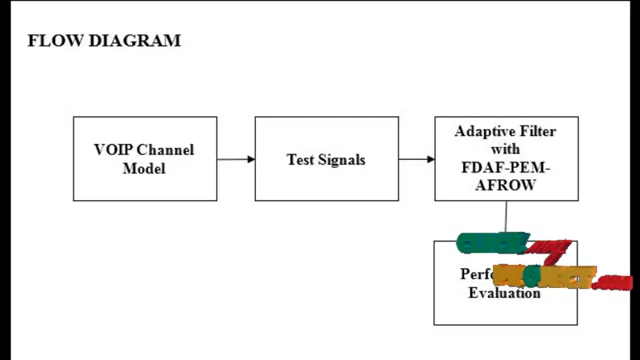 FLOW DIAGRAM
VOIP Channel
Model
Test Signals
Adaptive Filter
with
FDAF-PEM-
AFROW
Evaluation